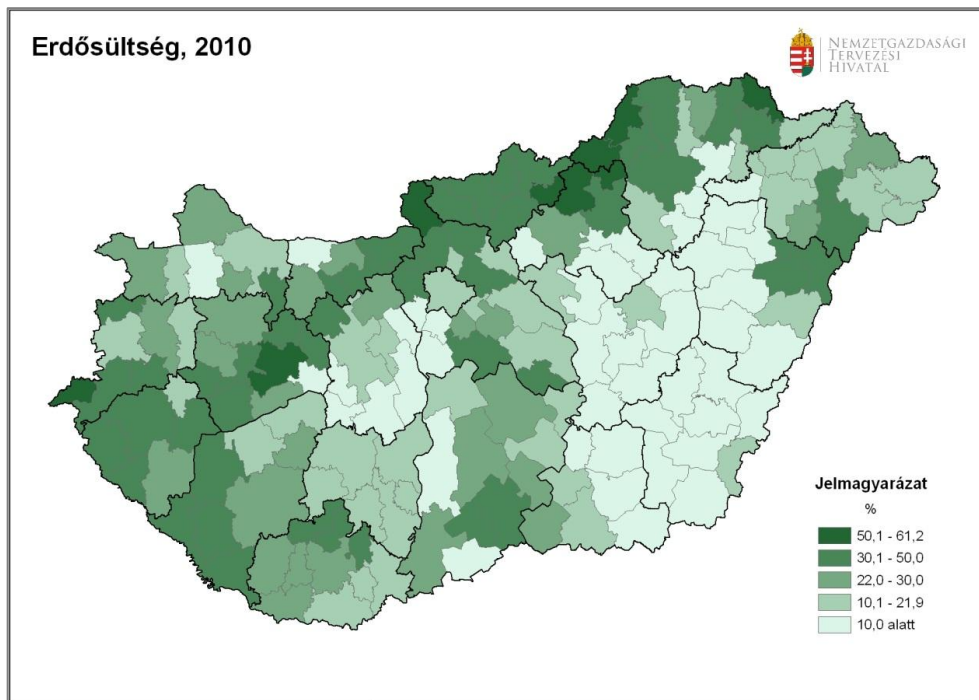 Erdősültség, 2010
NEMZETGAZDASÁGI
TERVEZÉSI
HIVATAL
Jelmagyarázat
%
50,1 - 61,2
30,1 - 50,0
22,0 - 30,0
10,1 - 21,9
10,0 alatt